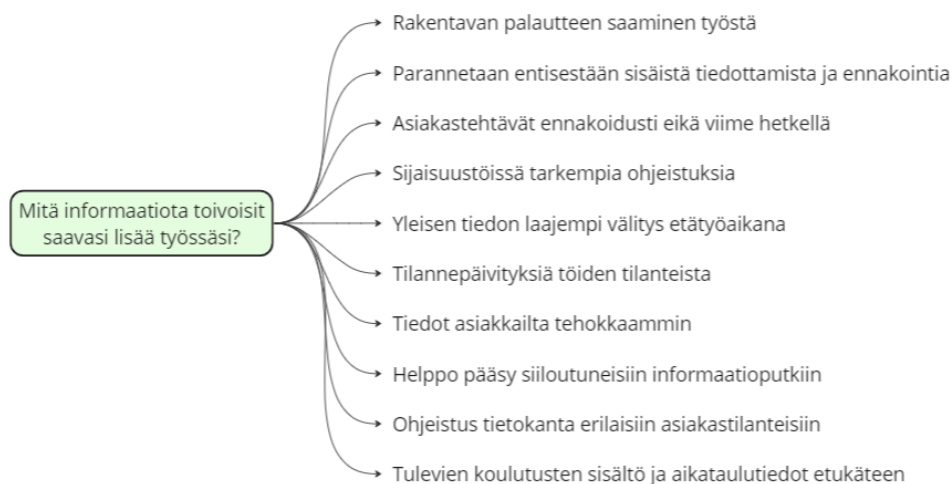 Rakentavan palautteen saaminen työstä
Parannetaan entisestään sisäistä tiedottamista ja ennakointia
Asiakastehtävät ennakoidusti eikä viime hetkellä
Sijaisuustöissä tarkempia ohjeistuksia
Mitä informaatiota toivoisit
saavasi lisää työssäsi?
Yleisen tiedon laajempi välitys etätyöaikana
Tilannepäivityksiä töiden tilanteista
Tiedot asiakkailta tehokkaammin
Helppo pääsy siiloutuneisiin informaatioputkiin
Ohjeistus tietokanta erilaisiin asiakastilanteisiin
Tulevien koulutusten sisältö ja aikataulutiedot etukäteen